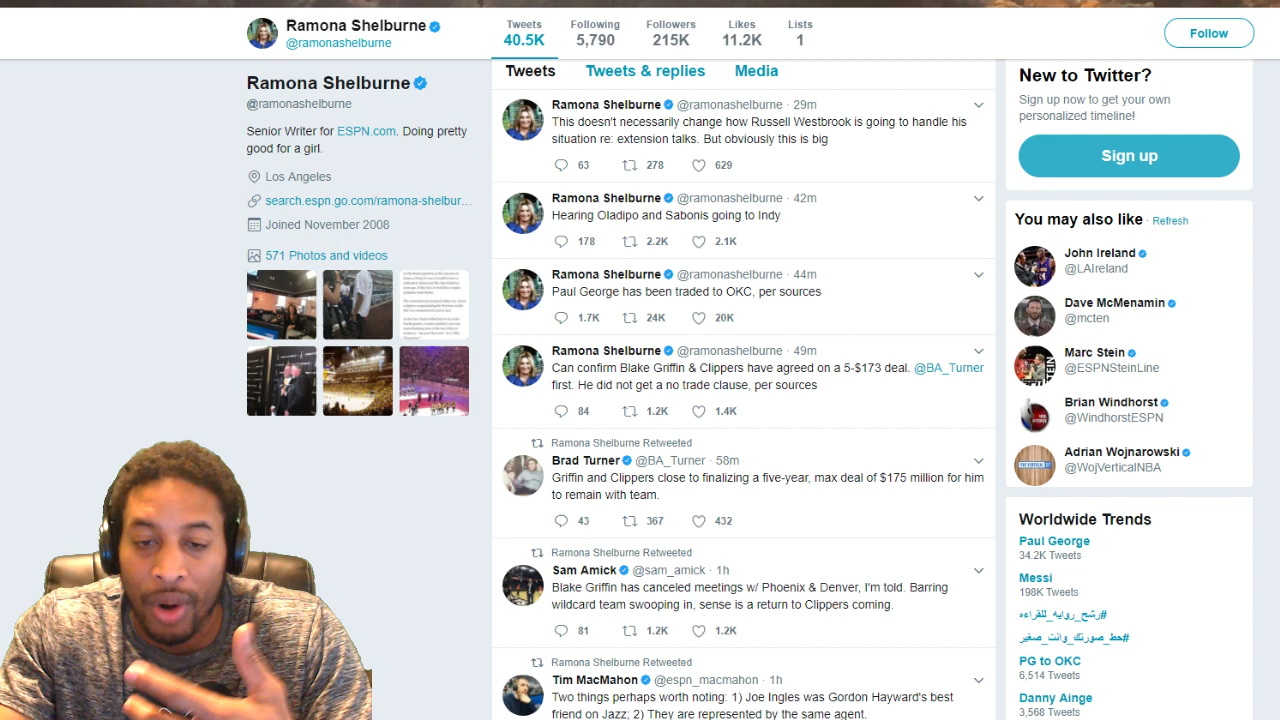 Ramona Shelburne
@ramonashelburne
Tweets
40.5K
Following
5,790
Followers
215K
Likes
11.2K
Lists
1
Follow
Ramona Shelburne
@ramonashelburne
Senior Writer for ESPN.com. Doing pretty
good for a girl.
Los Angeles
search.espn.go.com/ramona-shelbur...
Joined November 2008
571 Photos and videos
Tweets Tweets & replies Media
Ramona Shelburne @ramonashelburne · 29m
This doesn't necessarily change how Russell Westbrook is going to handle his
situation re: extension talks. But obviously this is big
63 278 629
Ramona Shelburne @ramonashelburne · 42m
Hearing Oladipo and Sabonis going to Indy
178 2.2K 2.1K
Ramona Shelburne @ramonashelburne · 44m
Paul George has been traded to OKC, per sources
1.7K 24K 20K
Ramona Shelburne @ramonashelburne · 49m
Can confirm Blake Griffin & Clippers have agreed on a 5-$173 deal. @BA_Turner
first. He did not get a no trade clause, per sources
84 1.2K 1.4K
Ramona Shelburne Retweeted
Brad Turner @BA_Turner · 58m
Griffin and Clippers close to finalizing a five-year, max deal of $175 million for him
to remain with team.
43 367 432
Ramona Shelburne Retweeted
Sam Amick @sam_amick · 1h
Blake Griffin has canceled meetings w/ Phoenix & Denver, I'm told. Barring
wildcard team swooping in, sense is a return to Clippers coming.
81 1.2K 1.2K
Ramona Shelburne Retweeted
Tim MacMahon @espn_macmahon · 1h
Two things perhaps worth noting: 1) Joe Ingles was Gordon Hayward's best
friend on Jazz; 2) They are represented by the same agent.
New to Twitter?
Sign up now to get your own
personalized timeline!
Sign up
You may also like · Refresh
John Ireland
@LAIreland
Dave McMenamin
@mcten
Marc Stein
@ESPNSteinLine
Brian Windhorst
@WindhorstESPN
Adrian Wojnarowski
@WojVerticalNBA
Worldwide Trends
Paul George
34.2K Tweets
Messi
198K Tweets
#رشح_روايه_للقراءه
#حط_صورتك_وانت_صغير
PG to OKC
6,514 Tweets
Danny Ainge
3,568 Tweets